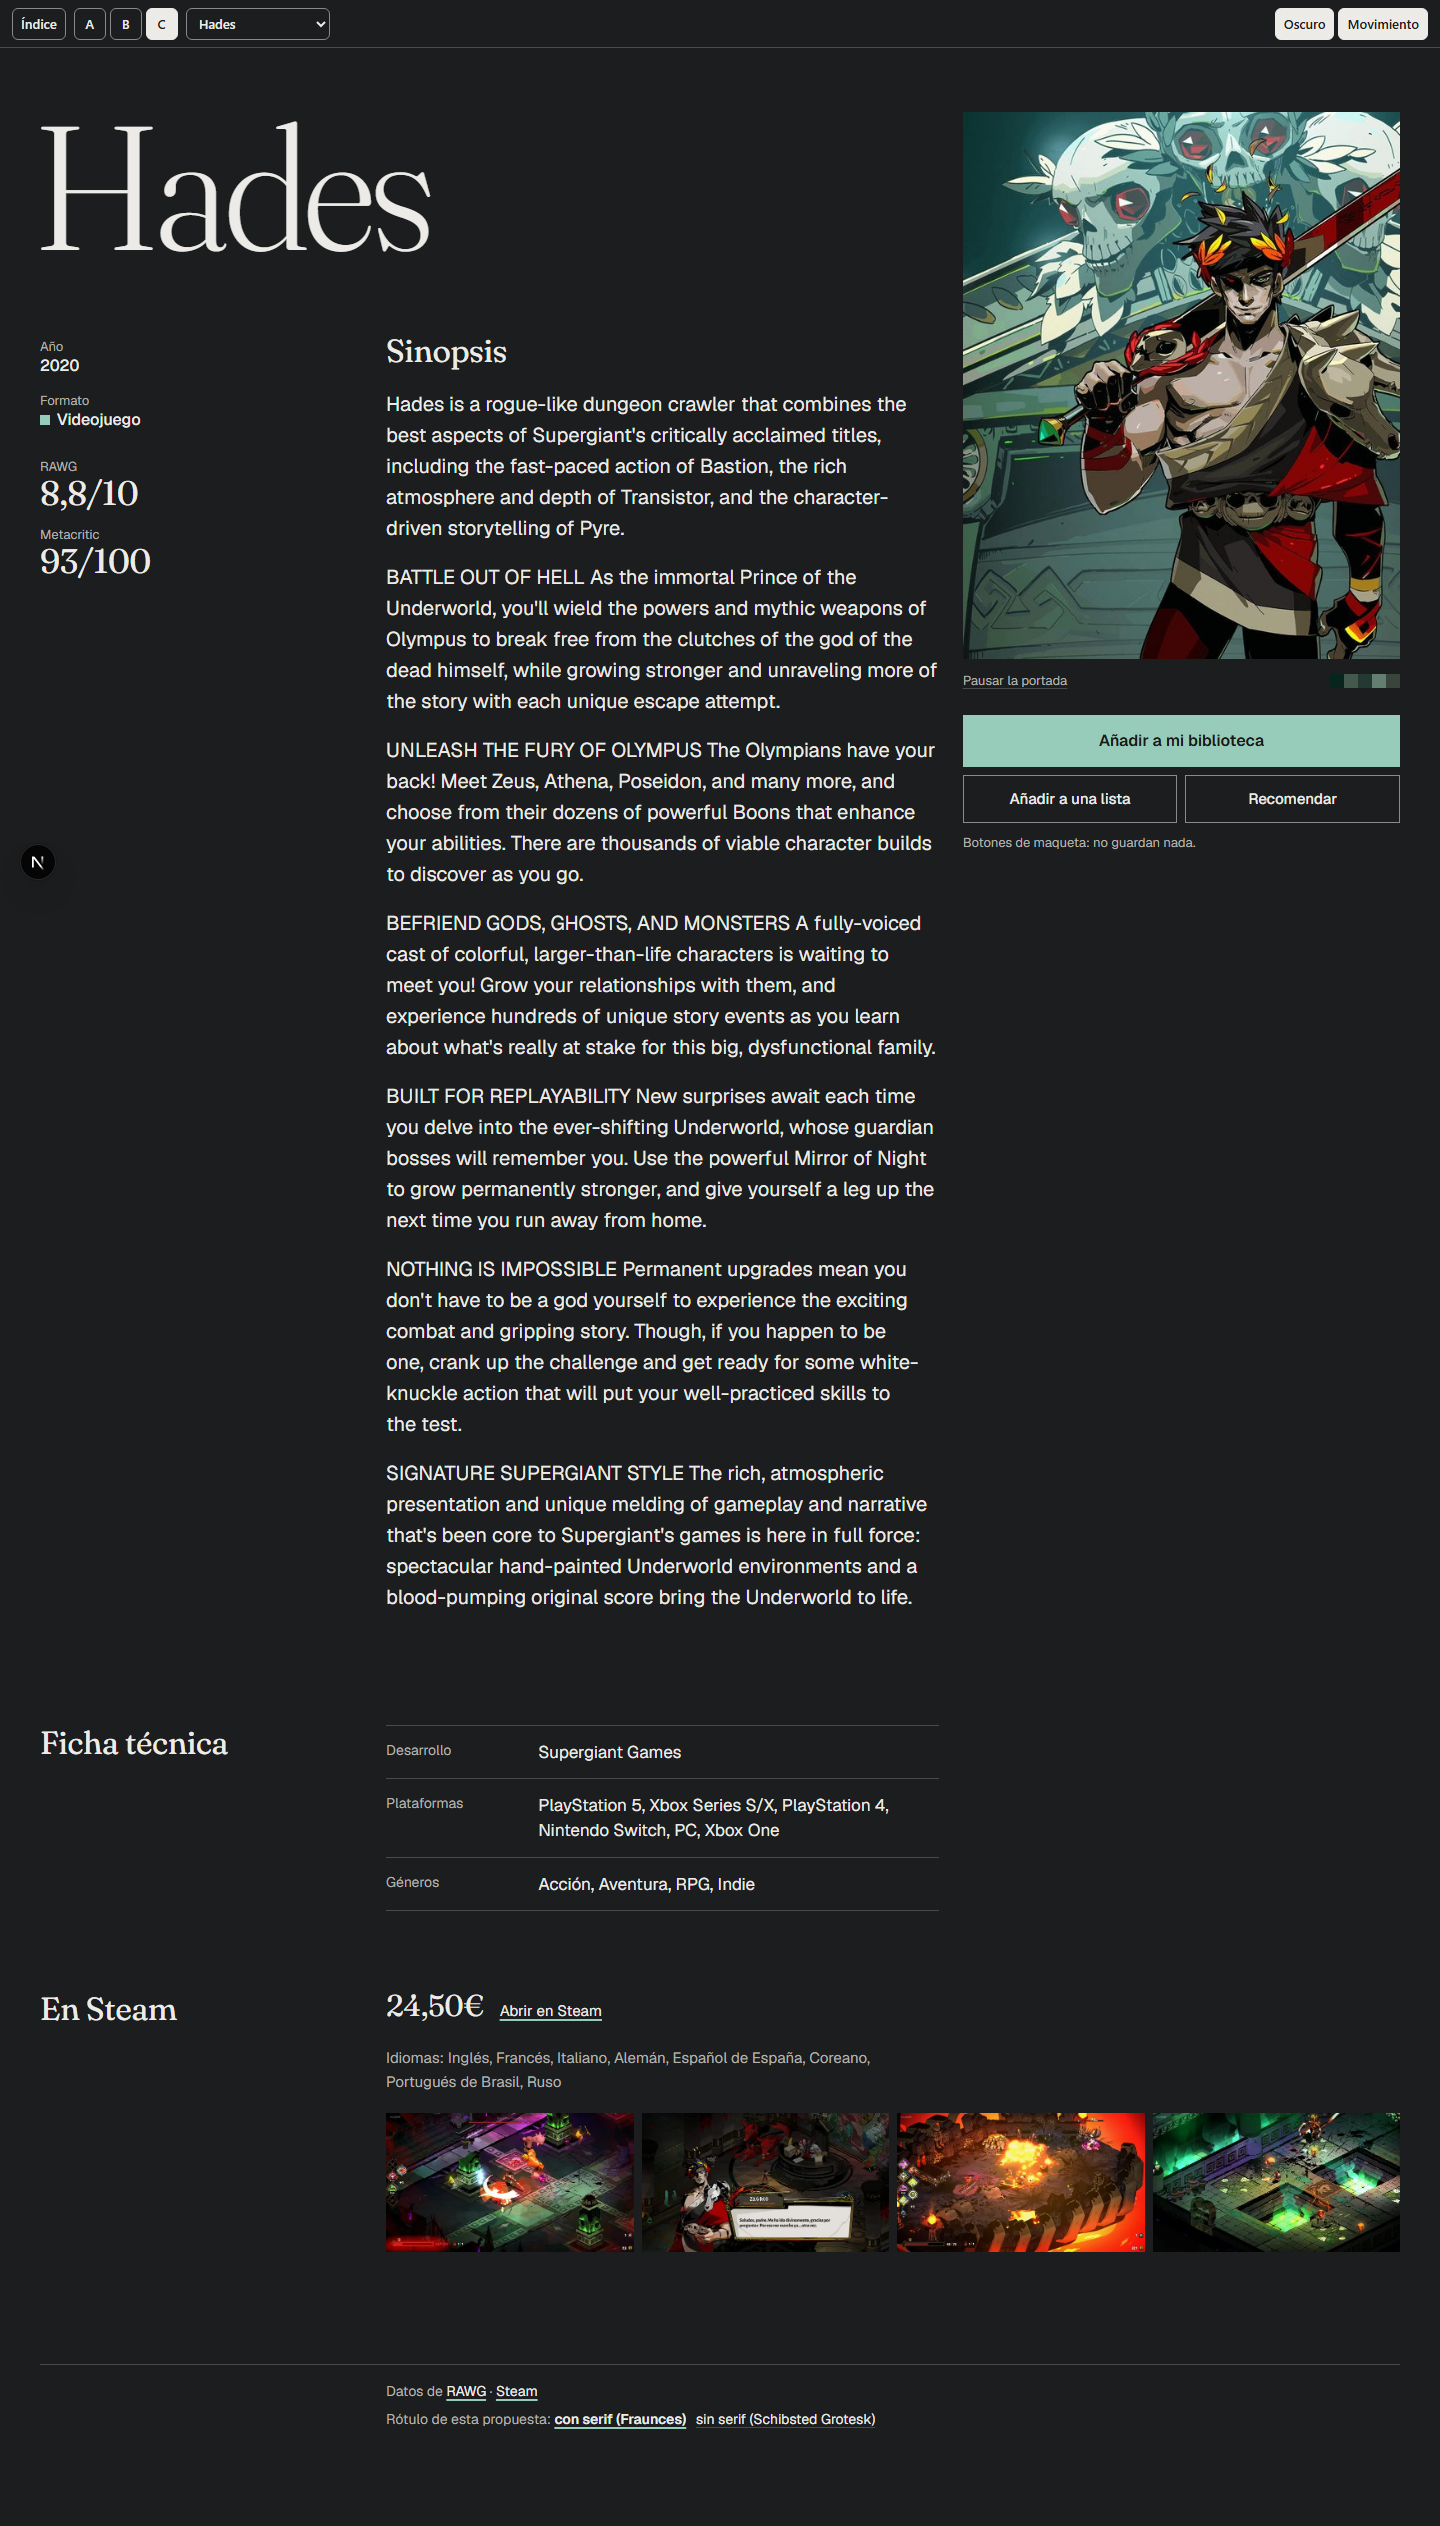 Índice
A
B
C
Hades
Oscuro
Movimiento
Hades
Año
2020
Formato
Videojuego
RAWG
8,8/10
Metacritic
93/100
Sinopsis
Hades is a rogue-like dungeon crawler that combines the
best aspects of Supergiant's critically acclaimed titles,
including the fast-paced action of Bastion, the rich
atmosphere and depth of Transistor, and the character-
driven storytelling of Pyre.
BATTLE OUT OF HELL As the immortal Prince of the
Underworld, you'll wield the powers and mythic weapons of
Olympus to break free from the clutches of the god of the
dead himself, while growing stronger and unraveling more of
the story with each unique escape attempt.
UNLEASH THE FURY OF OLYMPUS The Olympians have your
back! Meet Zeus, Athena, Poseidon, and many more, and
choose from their dozens of powerful Boons that enhance
your abilities. There are thousands of viable character builds
to discover as you go.
BEFRIEND GODS, GHOSTS, AND MONSTERS A fully-voiced
cast of colorful, larger-than-life characters is waiting to
meet you! Grow your relationships with them, and
experience hundreds of unique story events as you learn
about what's really at stake for this big, dysfunctional family.
BUILT FOR REPLAYABILITY New surprises await each time
you delve into the ever-shifting Underworld, whose guardian
bosses will remember you. Use the powerful Mirror of Night
to grow permanently stronger, and give yourself a leg up the
next time you run away from home.
NOTHING IS IMPOSSIBLE Permanent upgrades mean you
don't have to be a god yourself to experience the exciting
combat and gripping story. Though, if you happen to be
one, crank up the challenge and get ready for some white-
knuckle action that will put your well-practiced skills to
the test.
SIGNATURE SUPERGIANT STYLE The rich, atmospheric
presentation and unique melding of gameplay and narrative
that's been core to Supergiant's games is here in full force:
spectacular hand-painted Underworld environments and a
blood-pumping original score bring the Underworld to life.
Pausar la portada
Añadir a mi biblioteca
Añadir a una lista
Recomendar
Botones de maqueta: no guardan nada.
N
Ficha técnica
Desarrollo
Supergiant Games
Plataformas
PlayStation 5, Xbox Series S/X, PlayStation 4,
Nintendo Switch, PC, Xbox One
Géneros
Acción, Aventura, RPG, Indie
En Steam
24,50€ Abrir en Steam
Idiomas: Inglés, Francés, Italiano, Alemán, Español de España, Coreano,
Portugués de Brasil, Ruso
Datos de RAWG · Steam
Rótulo de esta propuesta: con serif (Fraunces) sin serif (Schibsted Grotesk)